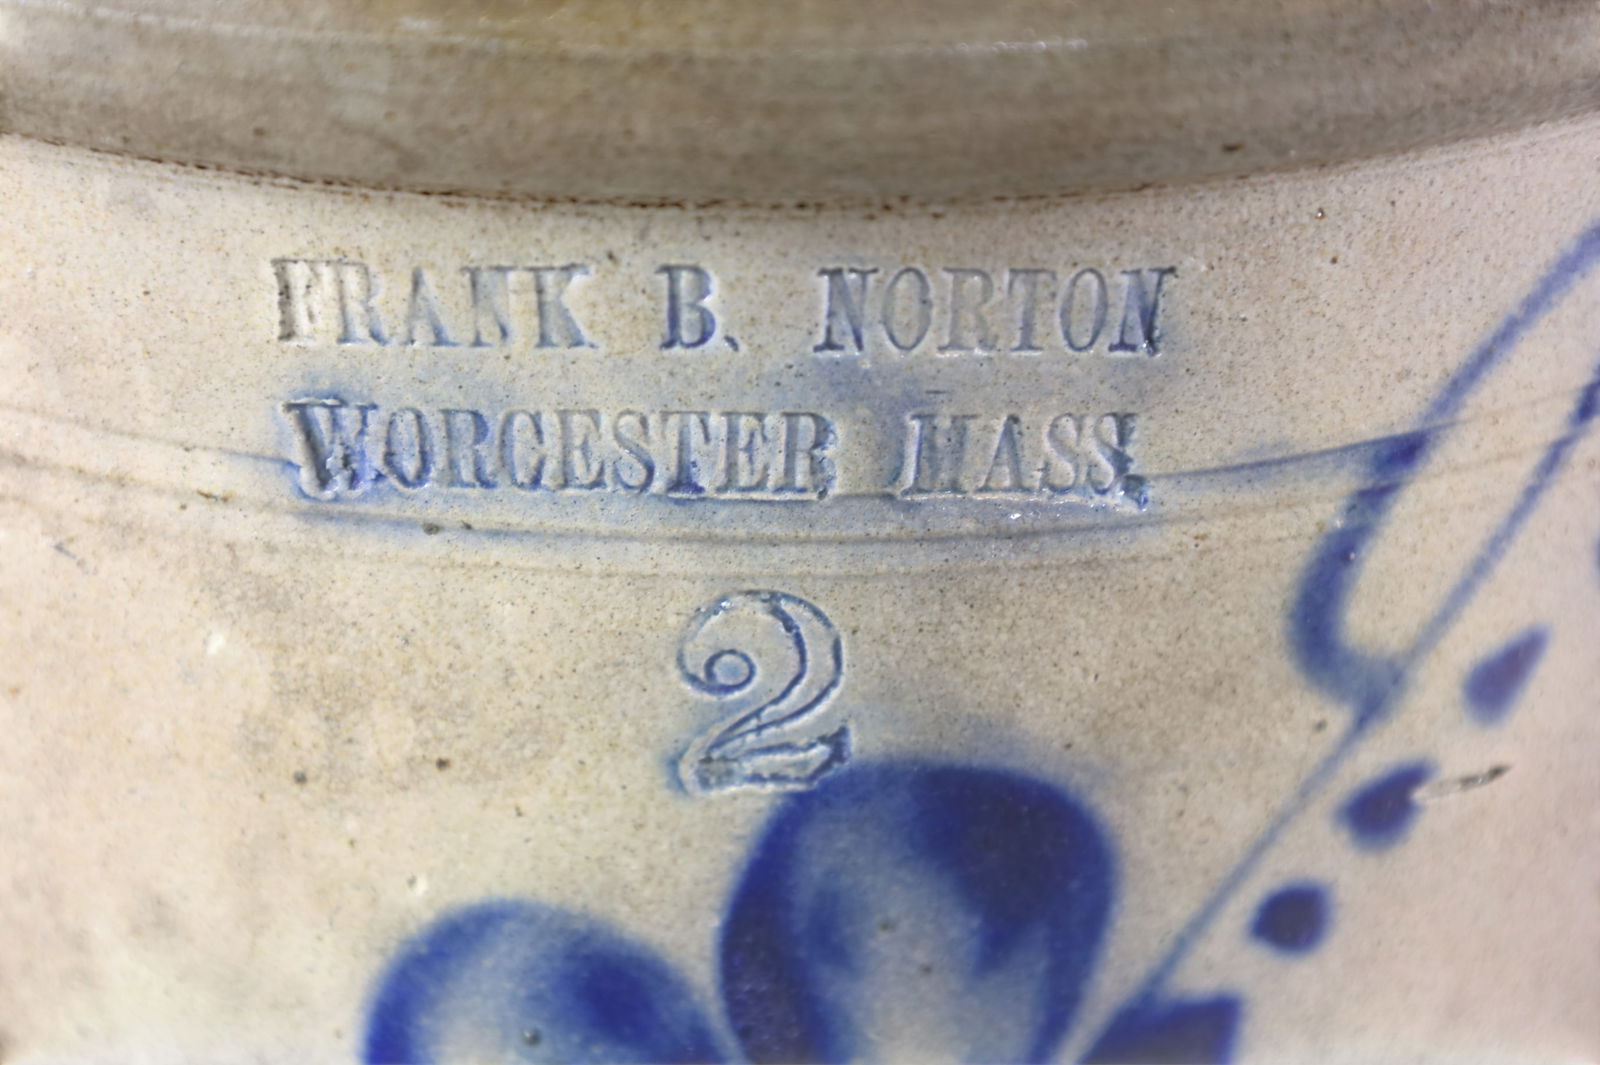 FRANK B. NORTON
WORCESTER MASS.
2